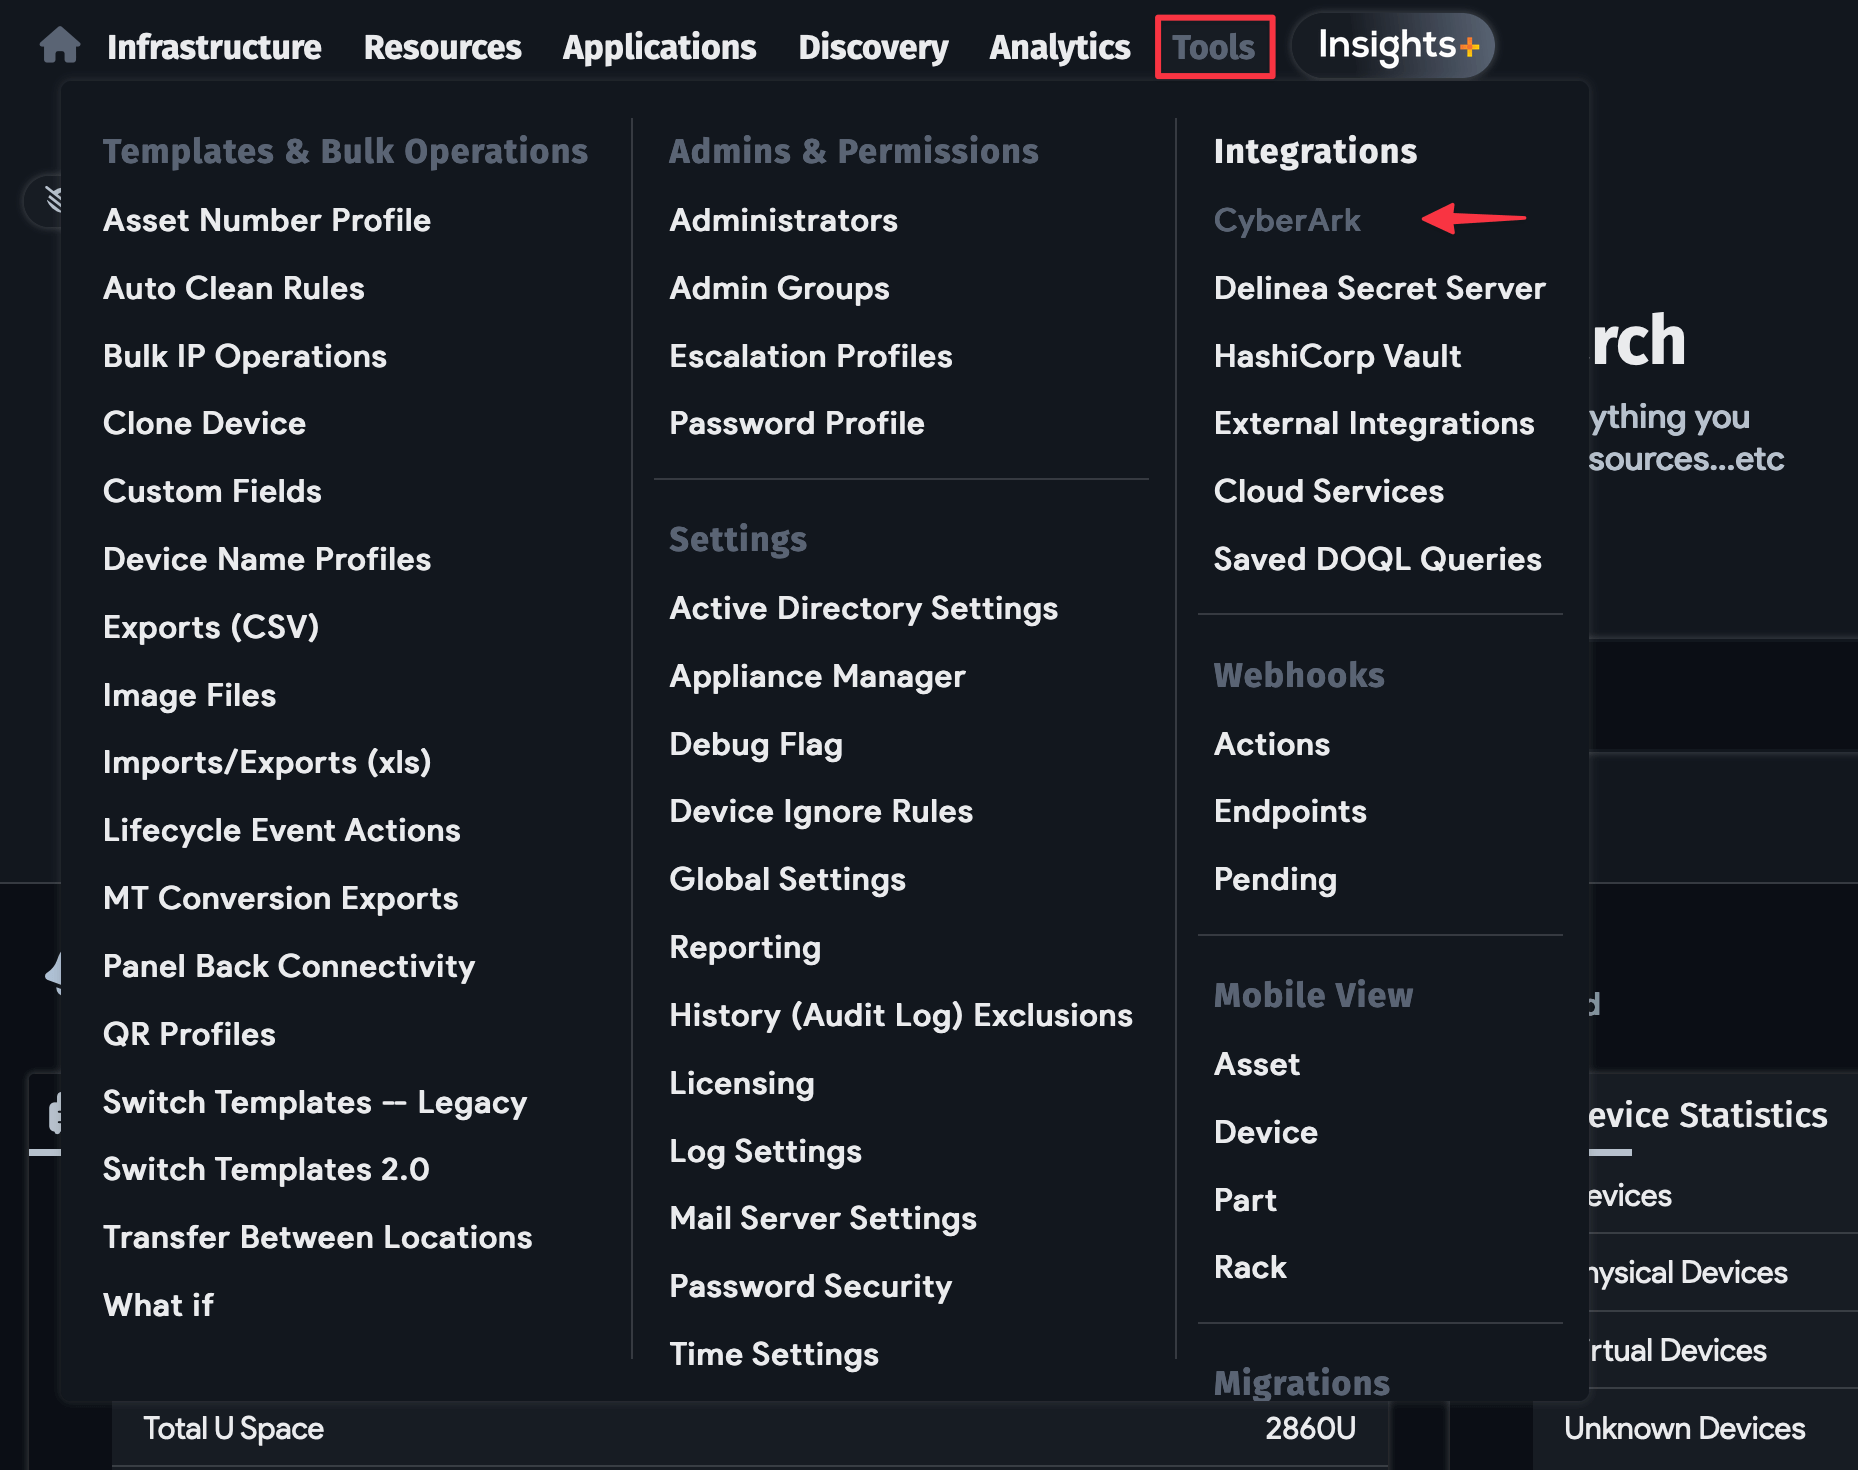 Infrastructure Resources Applications Discovery Analytics Tools Insights+
Templates & Bulk Operations
Asset Number Profile
Auto Clean Rules
Bulk IP Operations
Clone Device
Custom Fields
Device Name Profiles
Exports (CSV)
Image Files
Imports/Exports (xls)
Lifecycle Event Actions
MT Conversion Exports
Panel Back Connectivity
QR Profiles
Switch Templates -- Legacy
Switch Templates 2.0
Transfer Between Locations
What if
Admins & Permissions
Administrators
Admin Groups
Escalation Profiles
Password Profile
Settings
Active Directory Settings
Appliance Manager
Debug Flag
Device Ignore Rules
Global Settings
Reporting
History (Audit Log) Exclusions
Licensing
Log Settings
Mail Server Settings
Password Security
Time Settings
Integrations
CyberArk
Delinea Secret Server
HashiCorp Vault
External Integrations
Cloud Services
Saved DOQL Queries
Webhooks
Actions
Endpoints
Pending
Mobile View
Asset
Device
Part
Rack
Migrations
rch
ything you
sources...etc
d
evice Statistics
evices
hysical Devices
irtual Devices
Unknown Devices
Total U Space 2860U